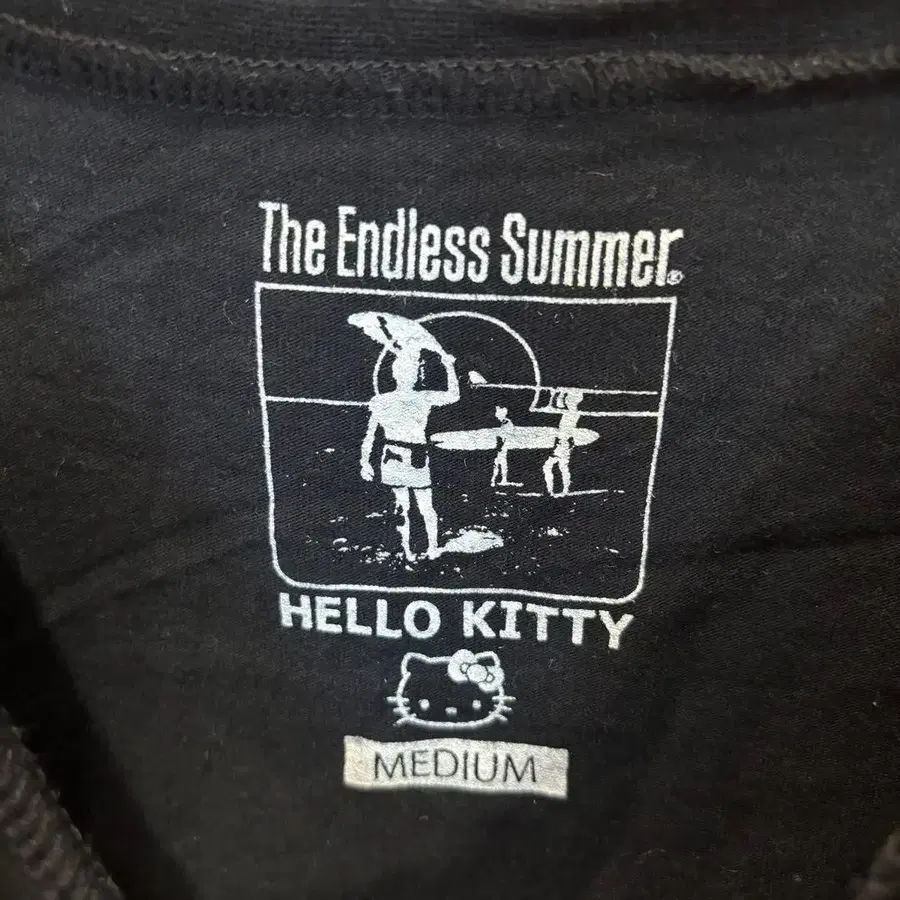 The Endless Summer®
HELLO KITTY
MEDIUM